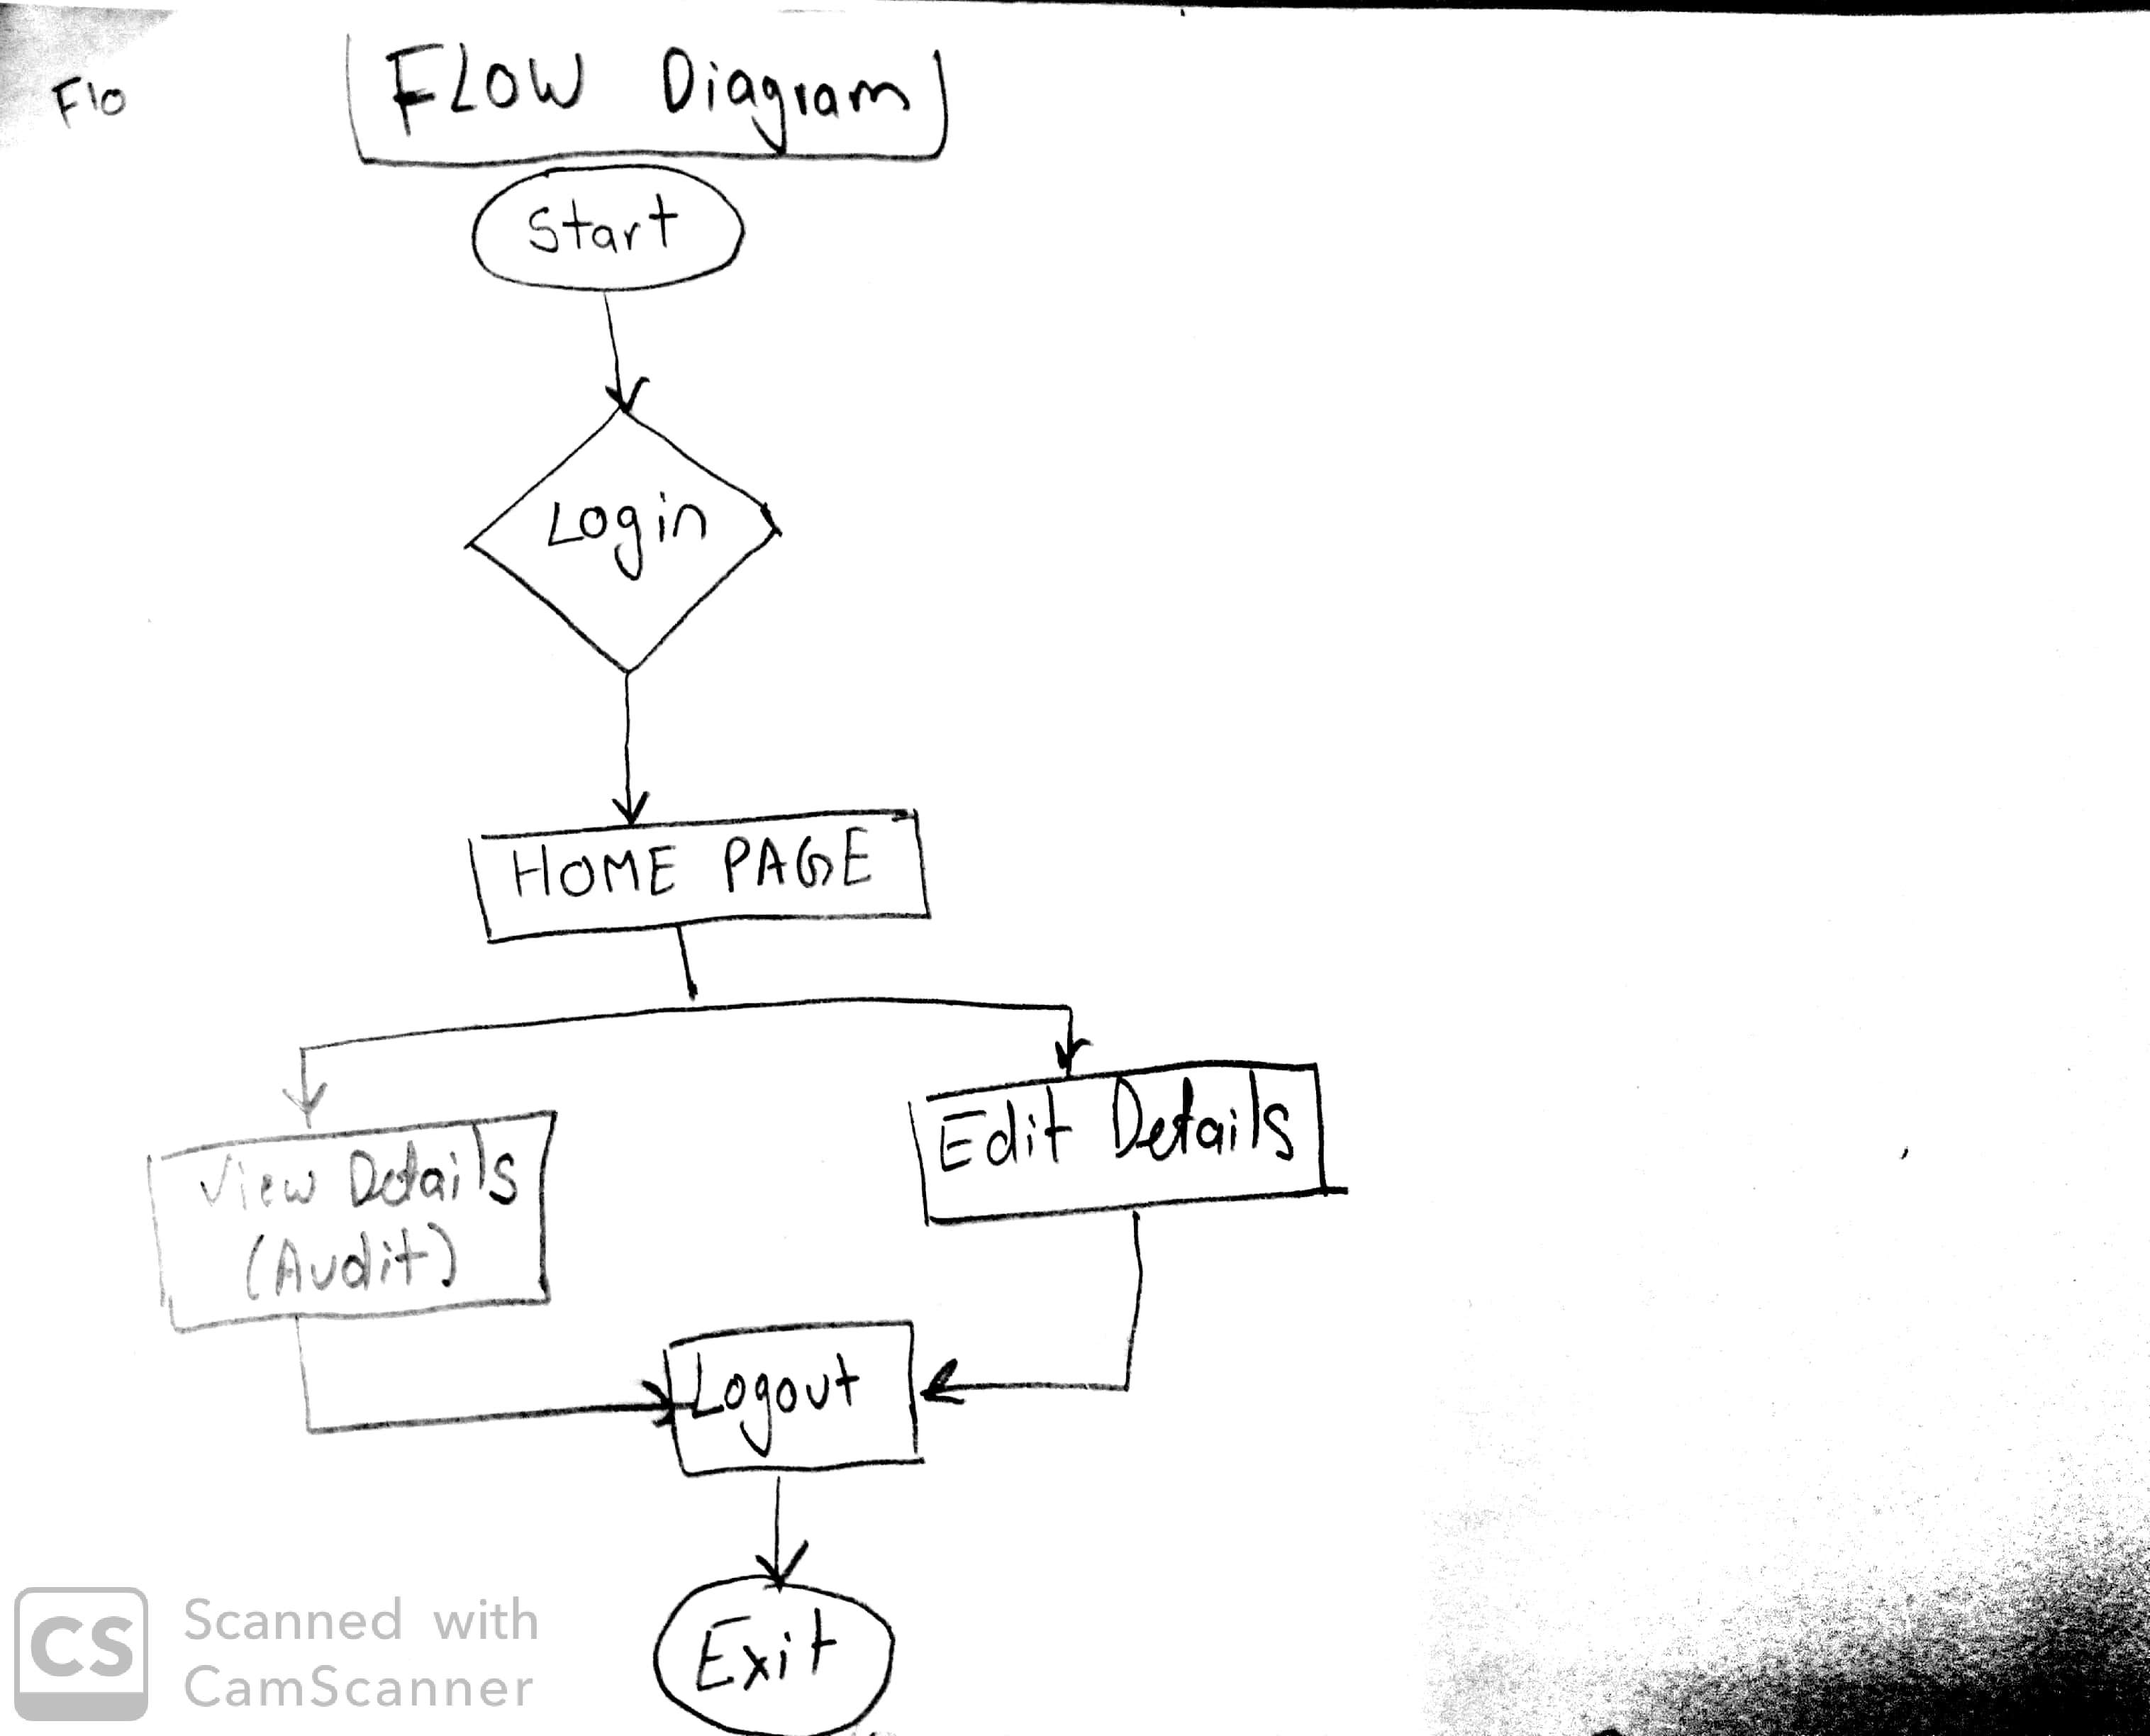 Flo
FLOW Diagram
Start
Login
HOME PAGE
Edit Details
View Details
(Audit)
Logout
Exit
CS
Scanned with
CamScanner